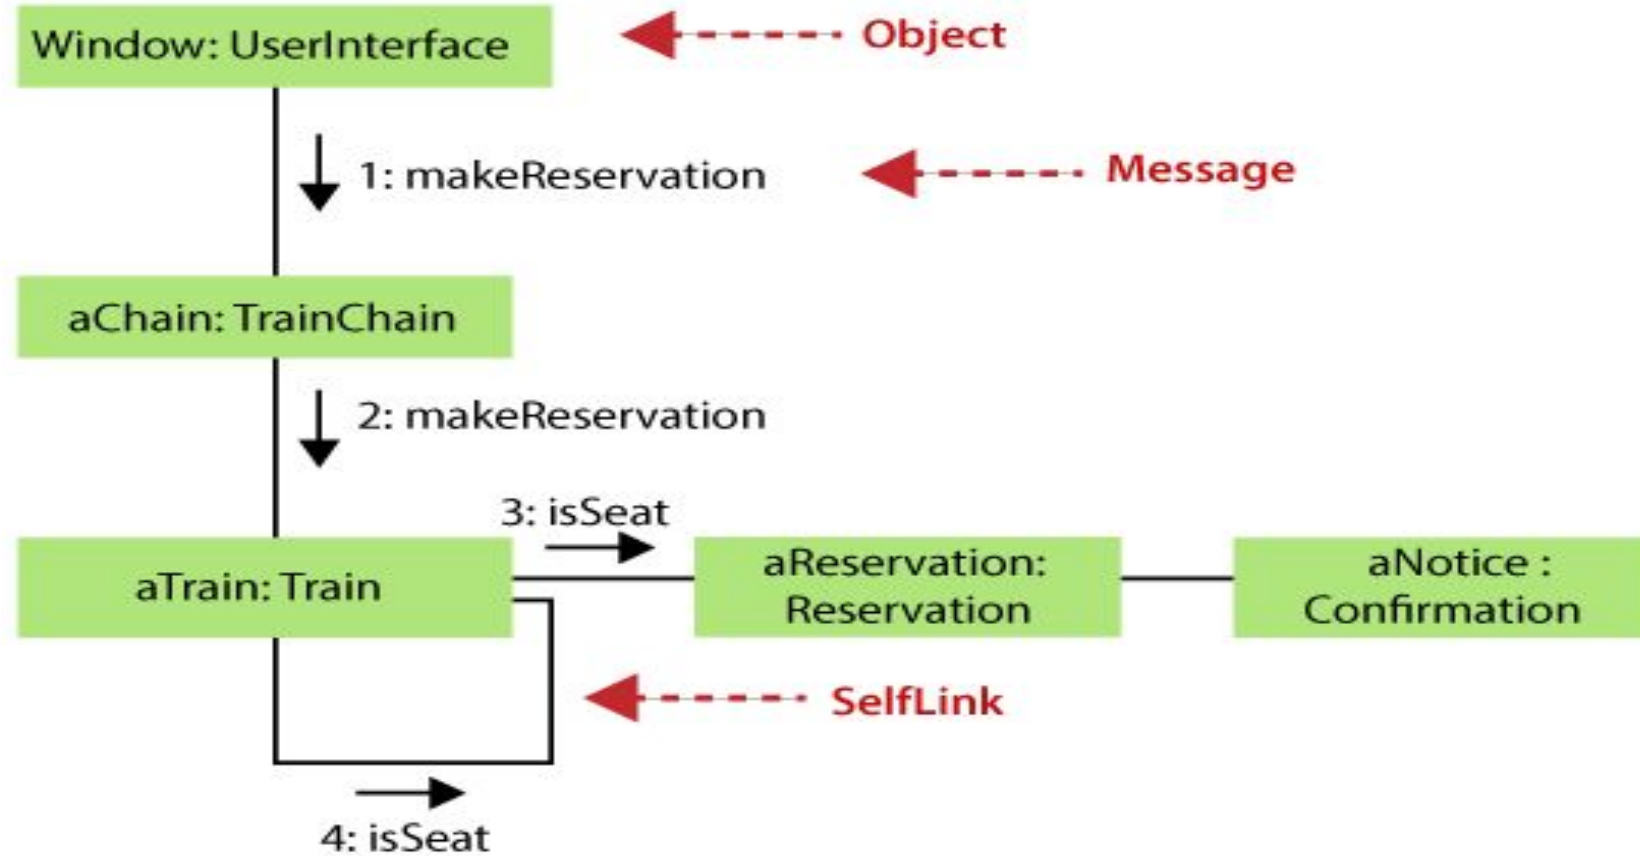 Window: UserInterface
Object
1: makeReservation
Message
aChain: TrainChain
2: makeReservation
3: isSeat
aTrain: Train
aReservation:
Reservation
aNotice :
Confirmation
SelfLink
4: isSeat